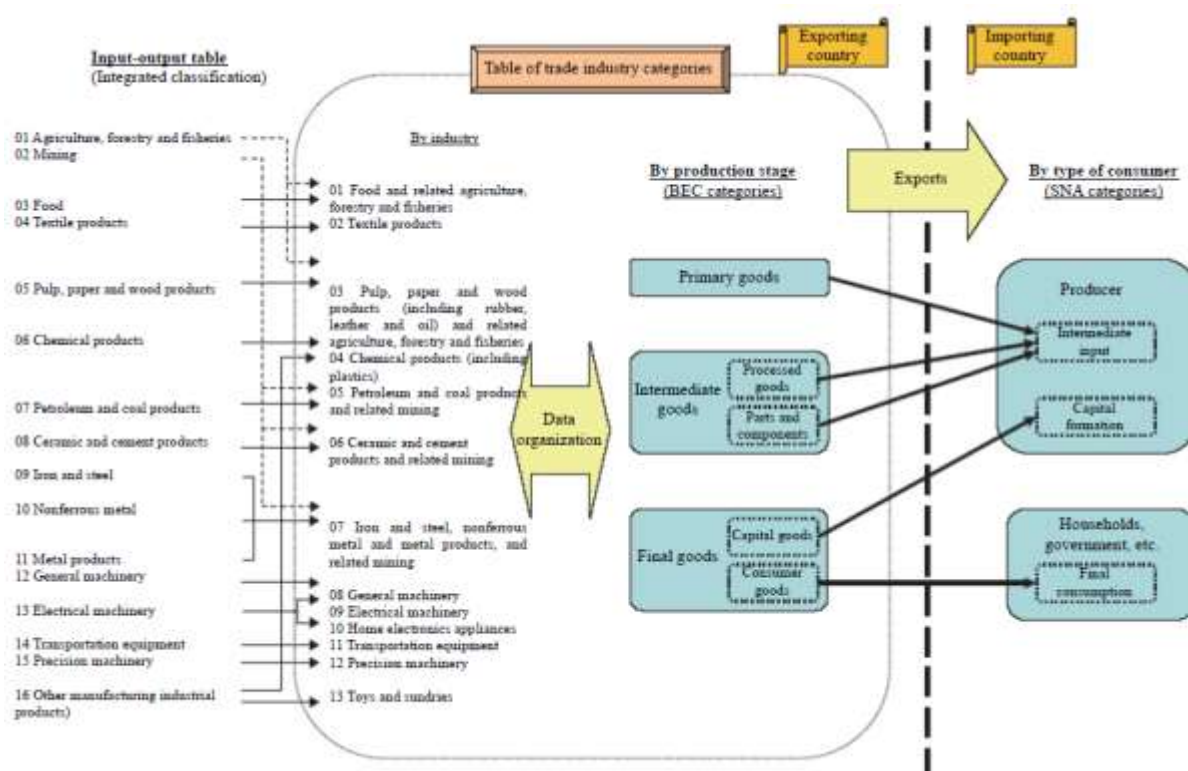 Input-output table
(Integrated classification)
01 Agriculture, forestry and fisheries
02 Mining
03 Food
04 Textile products
05 Pulp, paper and wood products
06 Chemical products
07 Petroleum and coal products
08 Ceramic and cement products
09 Iron and steel
10 Nonferrous metal
11 Metal products
12 General machinery
13 Electrical machinery
14 Transportation equipment
15 Precision machinery
16 Other manufacturing industrial
products)
Table of trade industry categories
By industry
01 Food and related agriculture,
forestry and fisheries
02 Textile products
03 Pulp, paper and wood
products (including rubber,
leather and oil) and related
agriculture, forestry and fisheries
04 Chemical products (including
plastics)
05 Petroleum and coal products
and related mining
06 Ceramic and cement
products and related mining
07 Iron and steel, nonferrous
metal and metal products, and
related mining
08 General machinery
09 Electrical machinery
10 Home electronics appliances
11 Transportation equipment
12 Precision machinery
13 Toys and sundries
Data
organization
Exporting
country
By production stage
(BEC categories)
Primary goods
Intermediate
goods
Processed
goods
Parts and
components
Final goods
Capital goods
Consumer
goods
Exports
Importing
country
By type of consumer
(SNA categories)
Producer
Intermediate
input
Capital
formation
Households,
government, etc.
Final
consumption